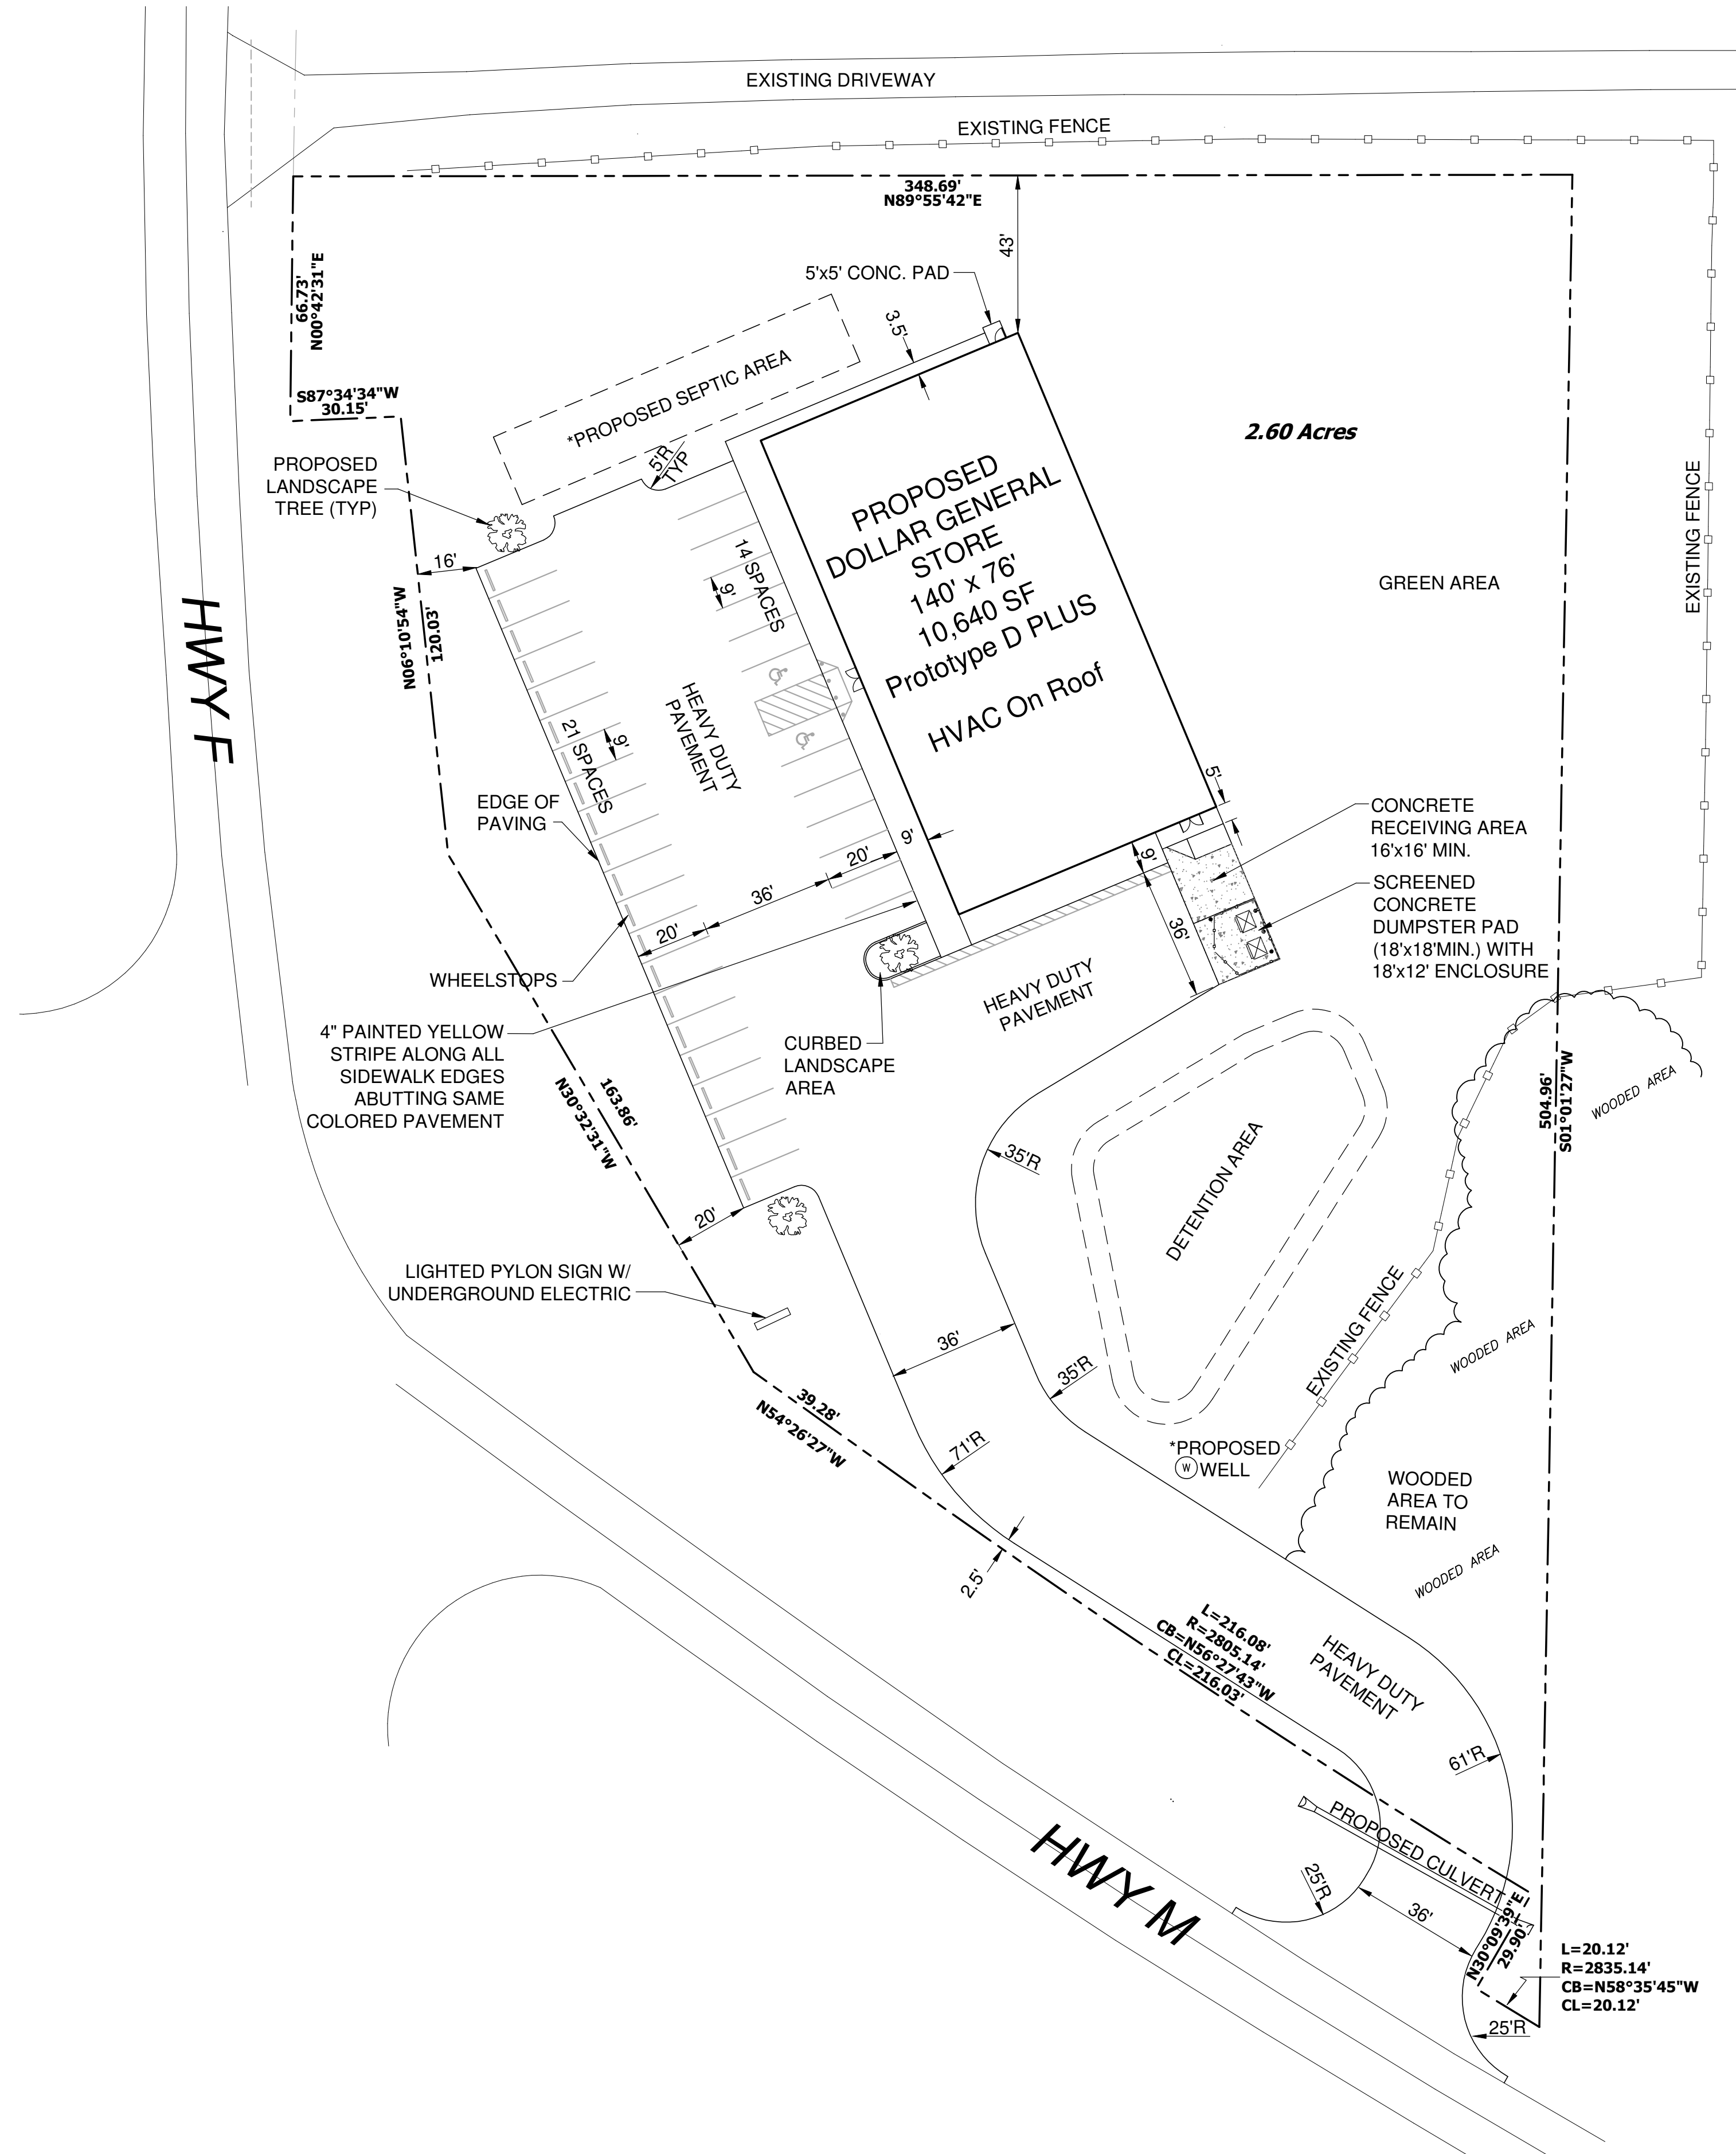 EXISTING DRIVEWAY
EXISTING FENCE
348.69'
N89°55'42"E
43'
5'x5' CONC. PAD
66.73'
N00°42'31"E
3.5'
*PROPOSED SEPTIC AREA
S87°34'34"W
30.15'
2.60 Acres
PROPOSED
LANDSCAPE
TREE (TYP)
5'R
TYP
16'
PROPOSED
DOLLAR GENERAL
STORE
140' x 76'
10,640 SF
Prototype D PLUS
HVAC On Roof
14 SPACES
9'
EXISTING FENCE
GREEN AREA
HWY F
N06°10'54"W
120.03'
HEAVY DUTY
PAVEMENT
21 SPACES
9'
EDGE OF
PAVING
5'
CONCRETE
RECEIVING AREA
16'x16' MIN.
9'
20'
36'
20'
9'
36'
SCREENED
CONCRETE
DUMPSTER PAD
(18'x18'MIN.) WITH
18'x12' ENCLOSURE
WHEELSTOPS
HEAVY DUTY
PAVEMENT
4" PAINTED YELLOW
STRIPE ALONG ALL
SIDEWALK EDGES
ABUTTING SAME
COLORED PAVEMENT
CURBED
LANDSCAPE
AREA
163.86'
N30°32'31"W
504.96'
S01°01'27"W
WOODED AREA
35'R
DETENTION AREA
20'
LIGHTED PYLON SIGN W/
UNDERGROUND ELECTRIC
EXISTING FENCE
WOODED AREA
36'
35'R
39.28'
N54°26'27"W
71'R
*PROPOSED
W WELL
WOODED
AREA TO
REMAIN
WOODED AREA
2.5'
L=216.08'
R=2805.14'
CB=N56°27'43"W
CL=216.03'
HEAVY DUTY
PAVEMENT
61'R
PROPOSED CULVERT
HWY M
25'R
36'
N30°09'39"E
29.90'
L=20.12'
R=2835.14'
CB=N58°35'45"W
CL=20.12'
25'R